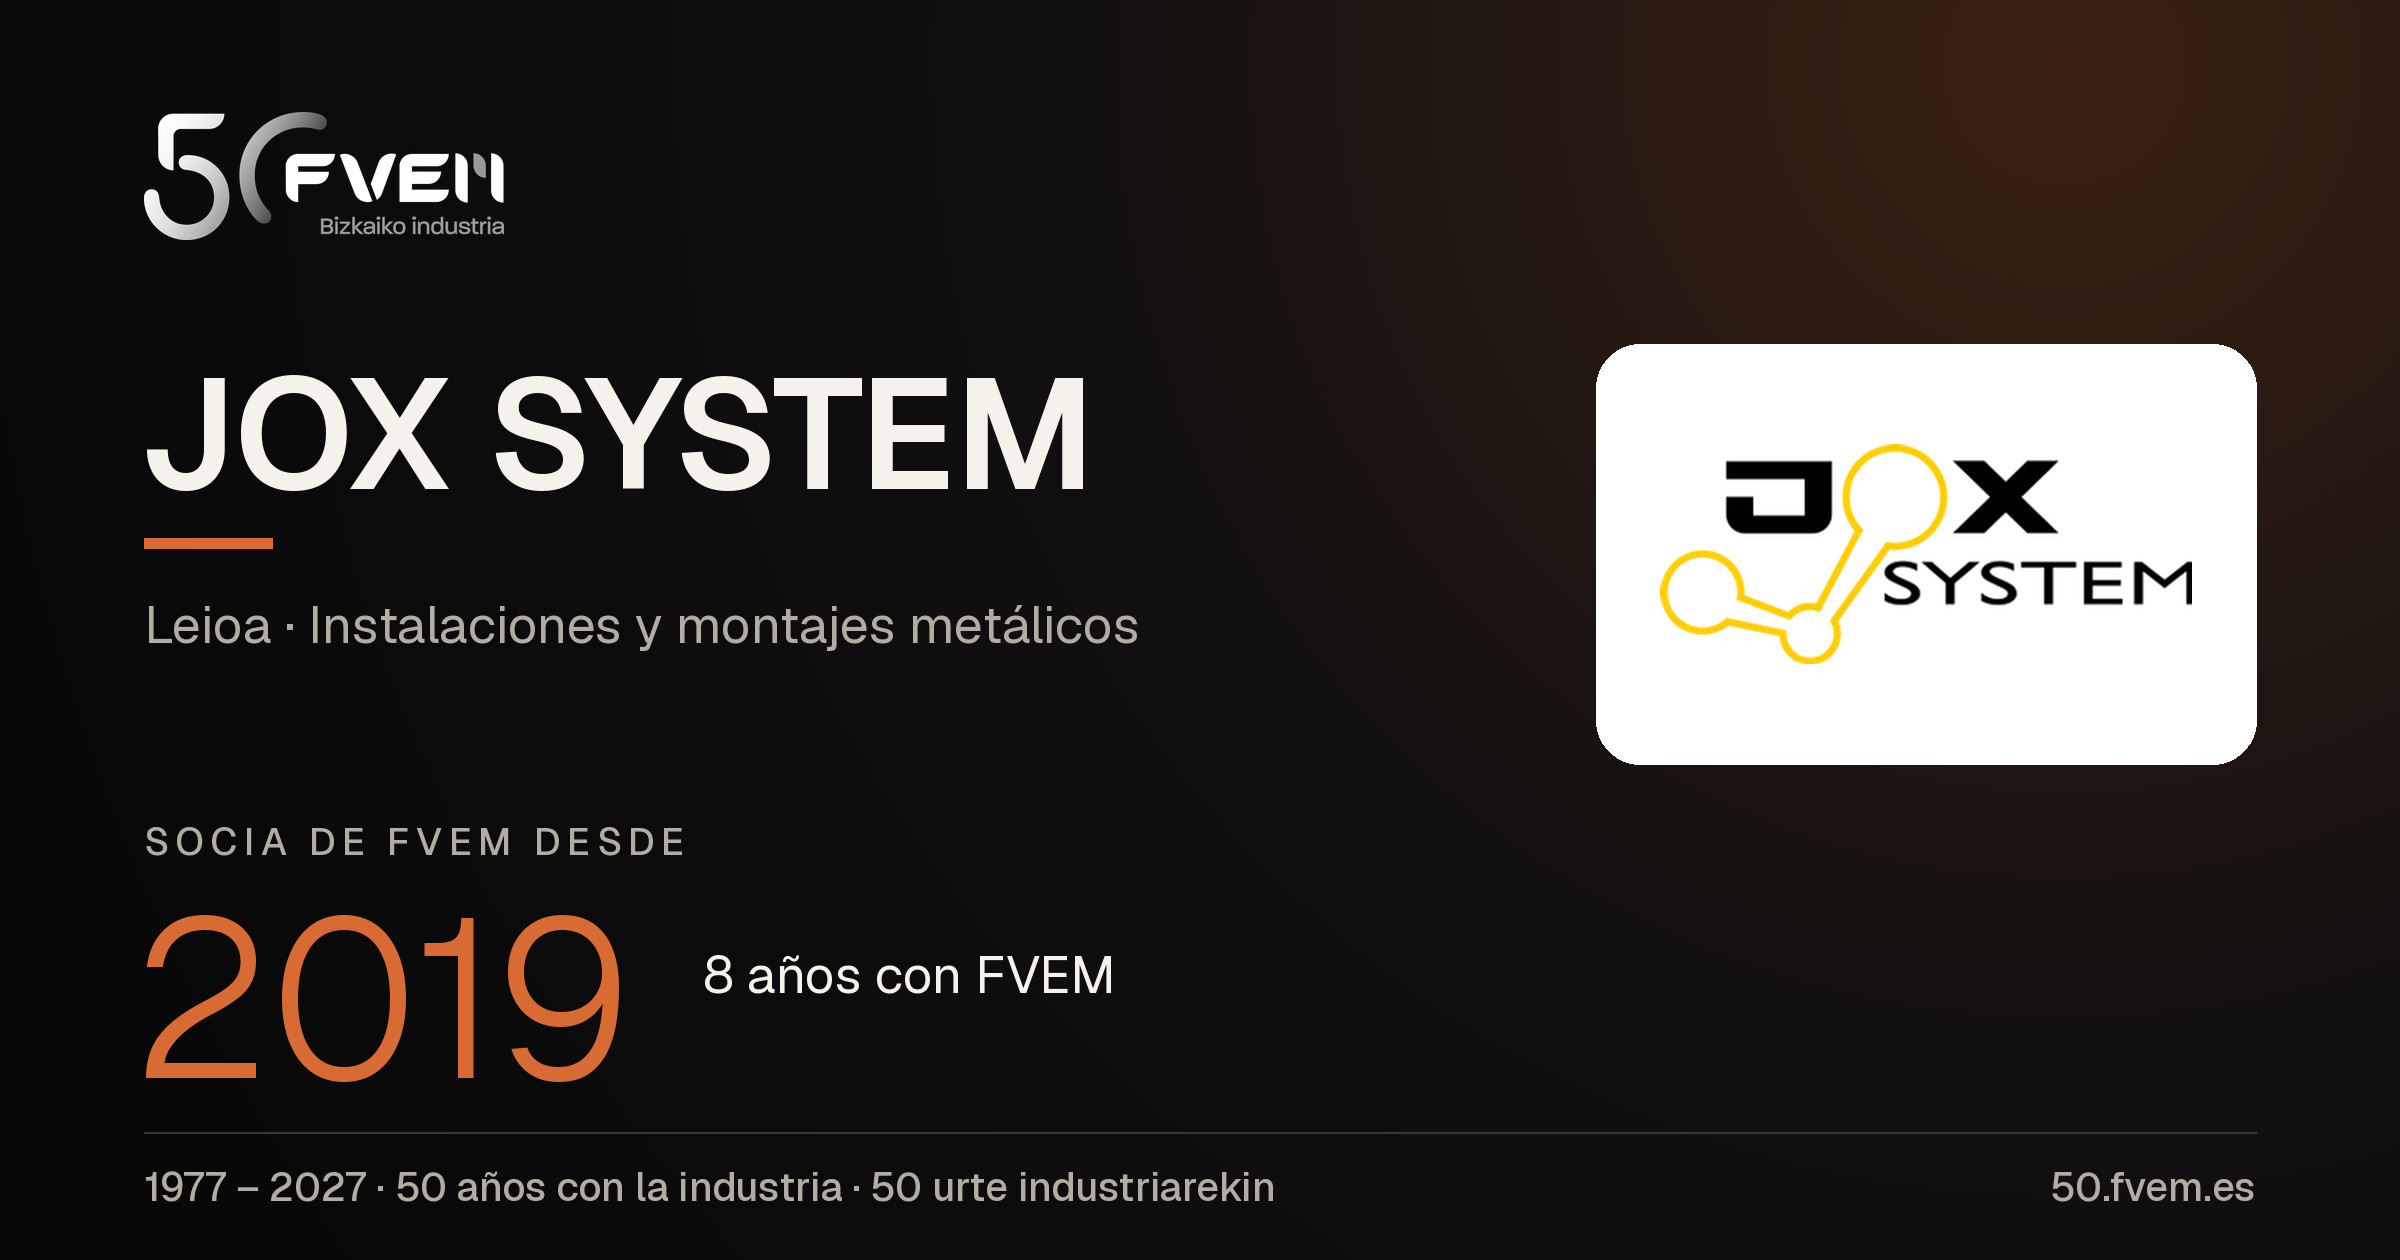 50 FVEM
Bizkaiko industria
JOX SYSTEM
Leioa · Instalaciones y montajes metálicos
JOX
SYSTEM
SOCIA DE FVEM DESDE
2019
8 años con FVEM
1977 – 2027 · 50 años con la industria · 50 urte industriarekin
50.fvem.es